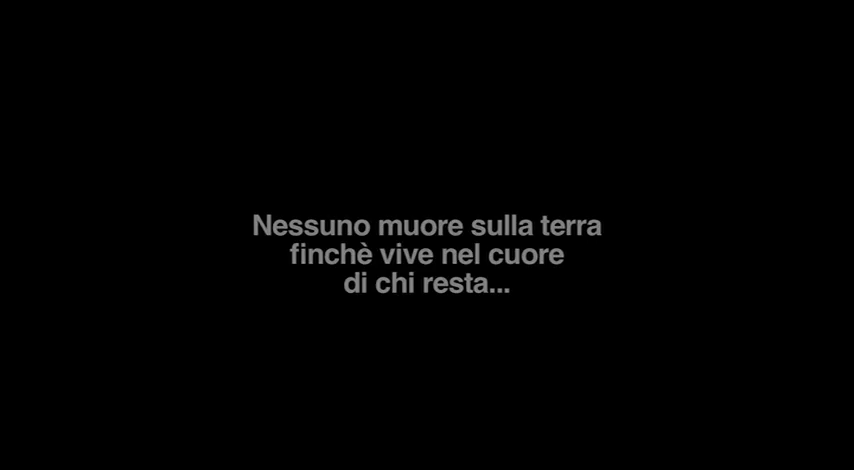 Nessuno muore sulla terra
finchè vive nel cuore
di chi resta...